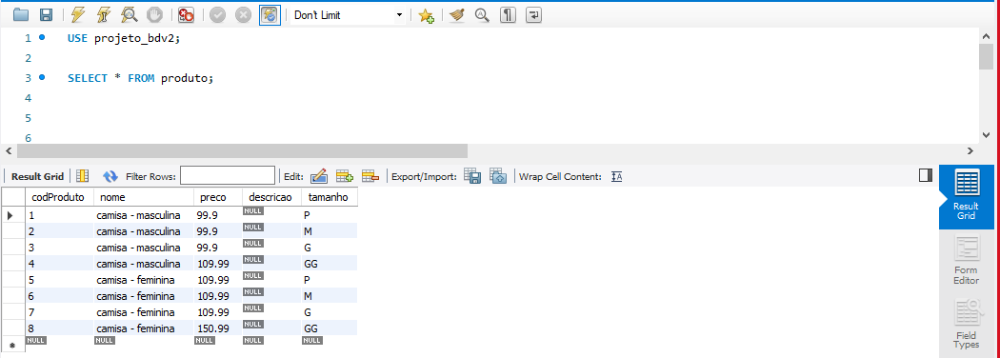 Don't Limit
1 USE projeto_bdv2;
2
3 SELECT * FROM produto;
4
5
6
Result Grid Filter Rows: Edit: Export/Import: Wrap Cell Content:
codProduto nome preco descricao tamanho
1 camisa - masculina 99.9 NULL P
2 camisa - masculina 99.9 NULL M
3 camisa - masculina 99.9 NULL G
4 camisa - masculina 109.99 NULL GG
5 camisa - feminina 109.99 NULL P
6 camisa - feminina 109.99 NULL M
7 camisa - feminina 109.99 NULL G
8 camisa - feminina 150.99 NULL GG
NULL NULL NULL NULL NULL
Result
Grid
Form
Editor
Field
Types